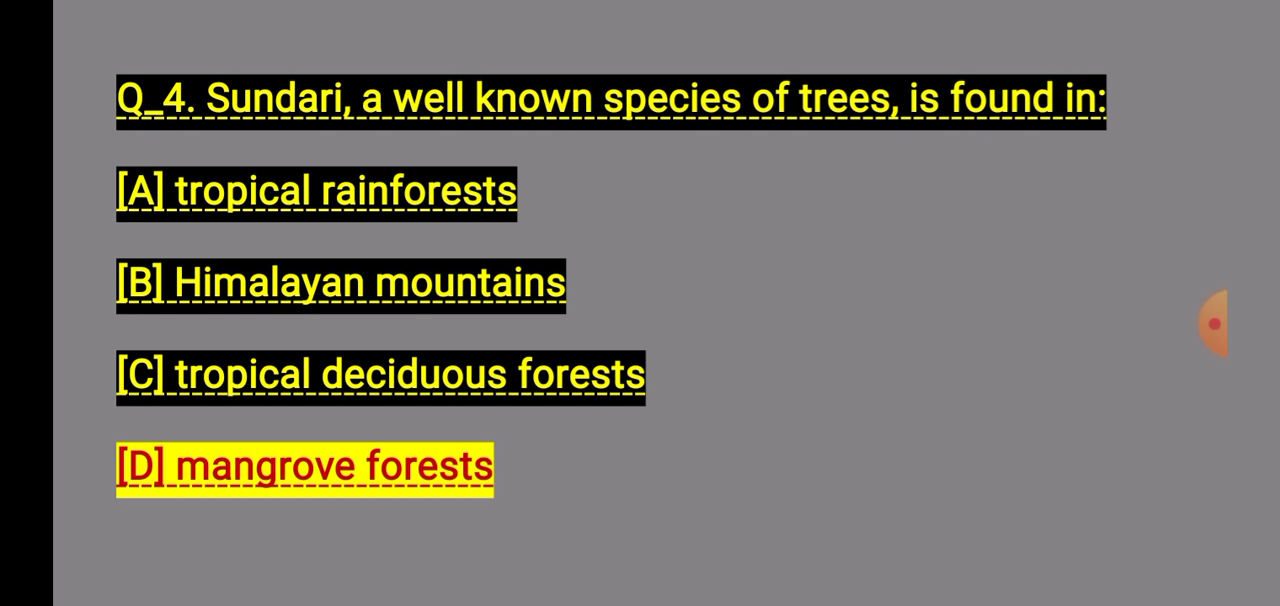 Q_4. Sundari, a well known species of trees, is found in:
[A] tropical rainforests
[B] Himalayan mountains
[C] tropical deciduous forests
[D] mangrove forests